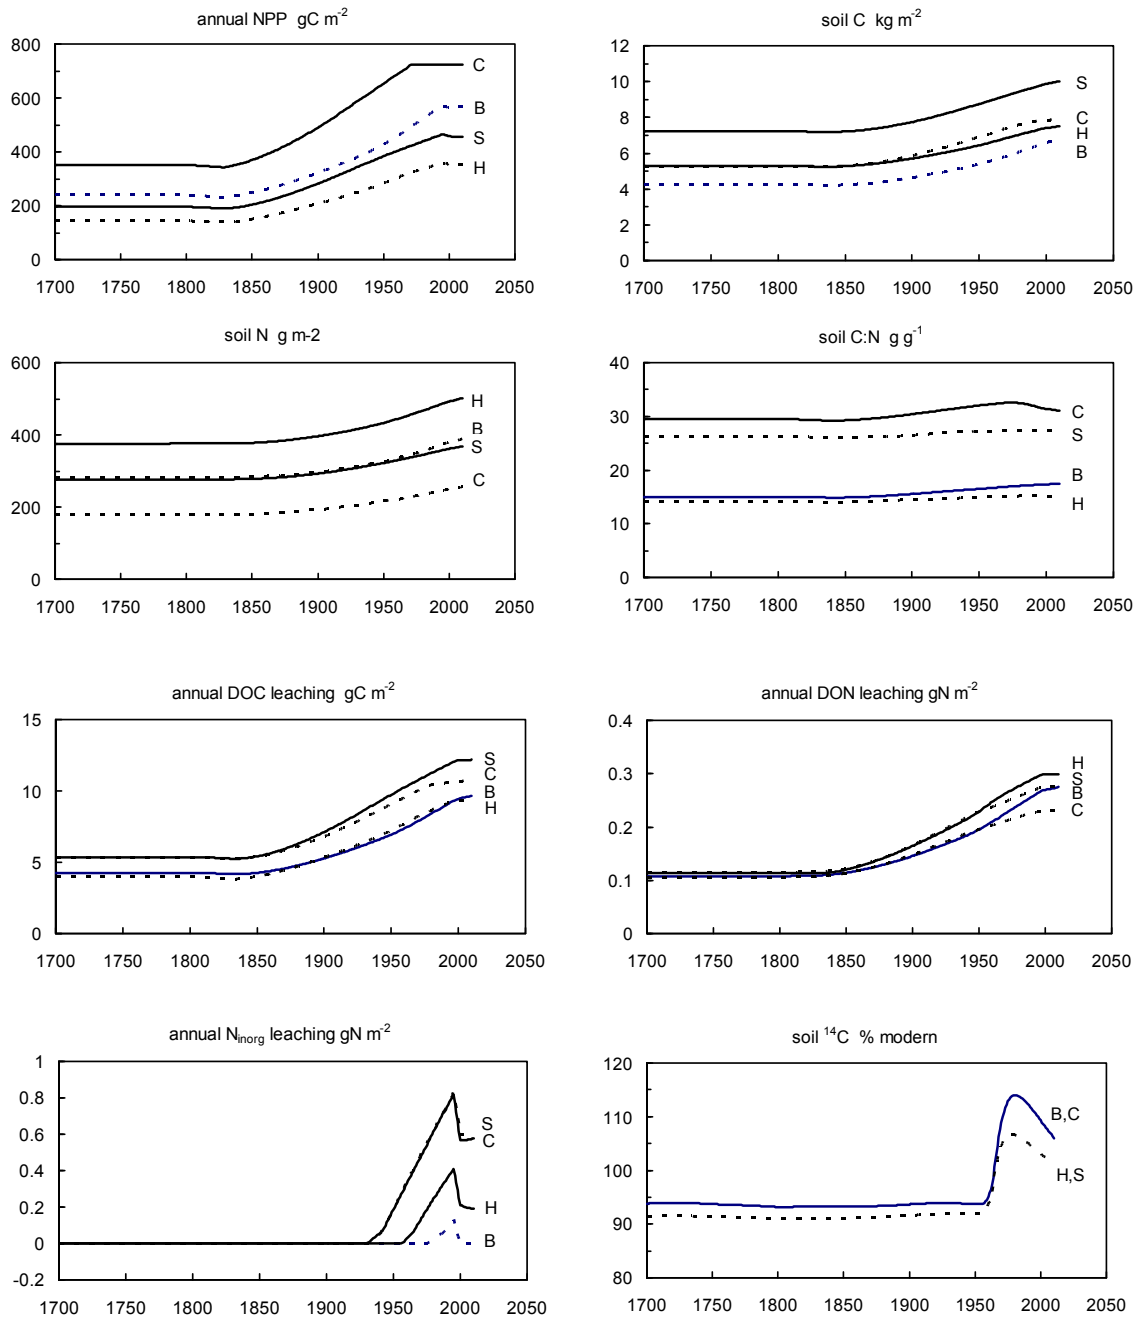 annual NPP gC m-2
800
600
400
200
0
C
B
S
H
1700 1750 1800 1850 1900 1950 2000 2050
soil C kg m-2
12
10
8
6
4
2
0
S
C
H
B
1700 1750 1800 1850 1900 1950 2000 2050
soil N g m-2
600
400
200
0
H
B
S
C
1700 1750 1800 1850 1900 1950 2000 2050
soil C:N g g-1
40
30
20
10
0
C
S
B
H
1700 1750 1800 1850 1900 1950 2000 2050
annual DOC leaching gC m-2
15
10
5
0
S
C
B
H
1700 1750 1800 1850 1900 1950 2000 2050
annual DON leaching gN m-2
0.4
0.3
0.2
0.1
0
H
S
B
C
1700 1750 1800 1850 1900 1950 2000 2050
annual Ninorg leaching gN m-2
1
0.8
0.6
0.4
0.2
0
-0.2
S
C
H
B
1700 1750 1800 1850 1900 1950 2000 2050
soil 14C % modern
120
110
100
90
80
B,C
H,S
1700 1750 1800 1850 1900 1950 2000 2050